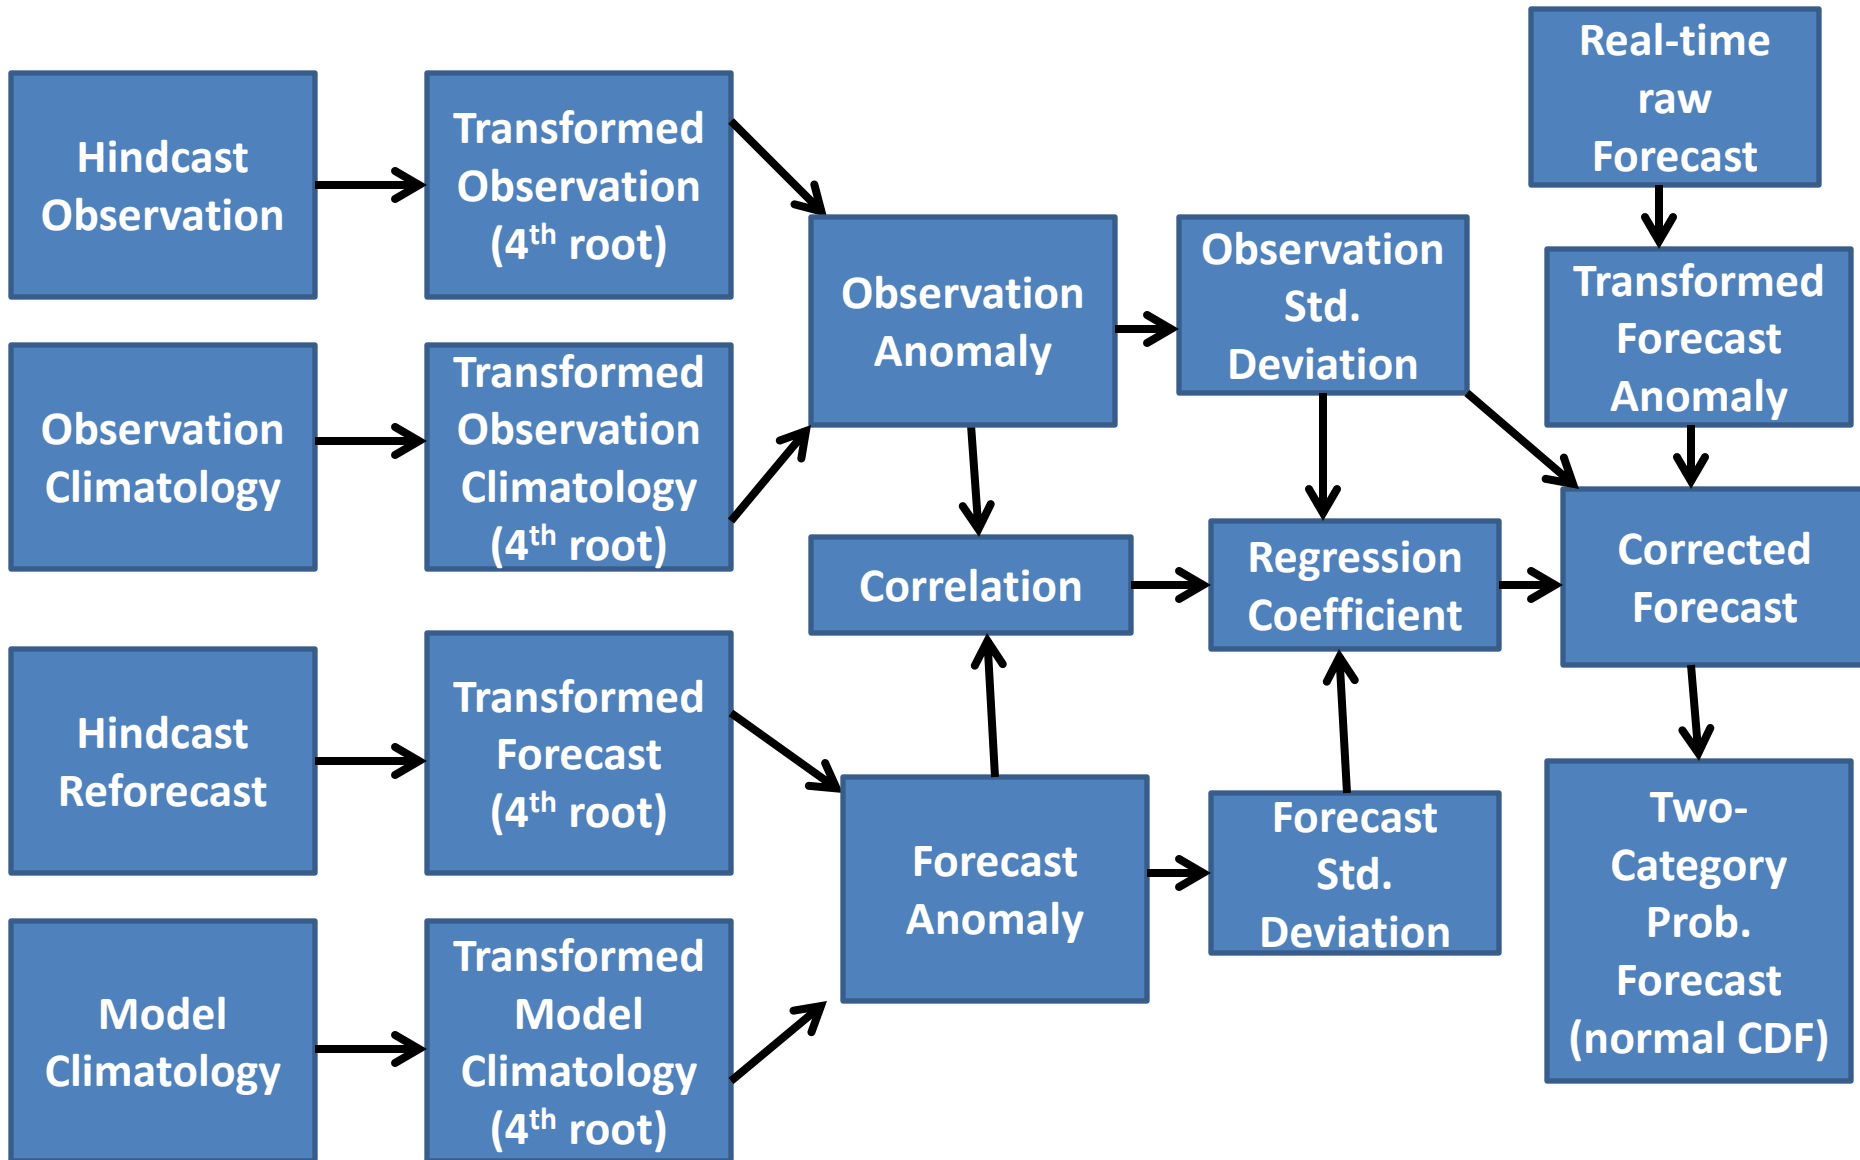 Hindcast
Observation
Transformed
Observation
(4th root)
Observation
Climatology
Transformed
Observation
Climatology
(4th root)
Hindcast
Reforecast
Transformed
Forecast
(4th root)
Model
Climatology
Transformed
Model
Climatology
(4th root)
Observation
Anomaly
Correlation
Forecast
Anomaly
Observation
Std.
Deviation
Regression
Coefficient
Forecast
Std.
Deviation
Real-time
raw
Forecast
Transformed
Forecast
Anomaly
Corrected
Forecast
Two-
Category
Prob.
Forecast
(normal CDF)